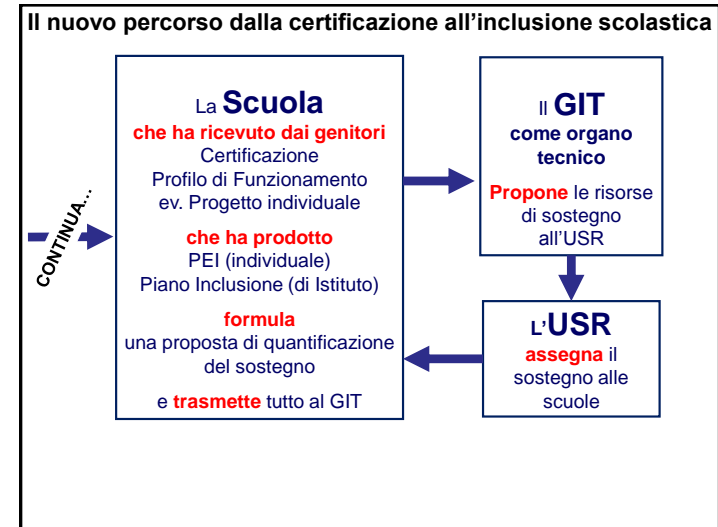 Il nuovo percorso dalla certificazione all'inclusione scolastica
CONTINUA...
La Scuola
che ha ricevuto dai genitori
Certificazione
Profilo di Funzionamento
ev. Progetto individuale
che ha prodotto
PEI (individuale)
Piano Inclusione (di Istituto)
formula
una proposta di quantificazione
del sostegno
e trasmette tutto al GIT
Il GIT
come organo
tecnico
Propone le risorse
di sostegno
all'USR
L'USR
assegna il
sostegno alle
scuole